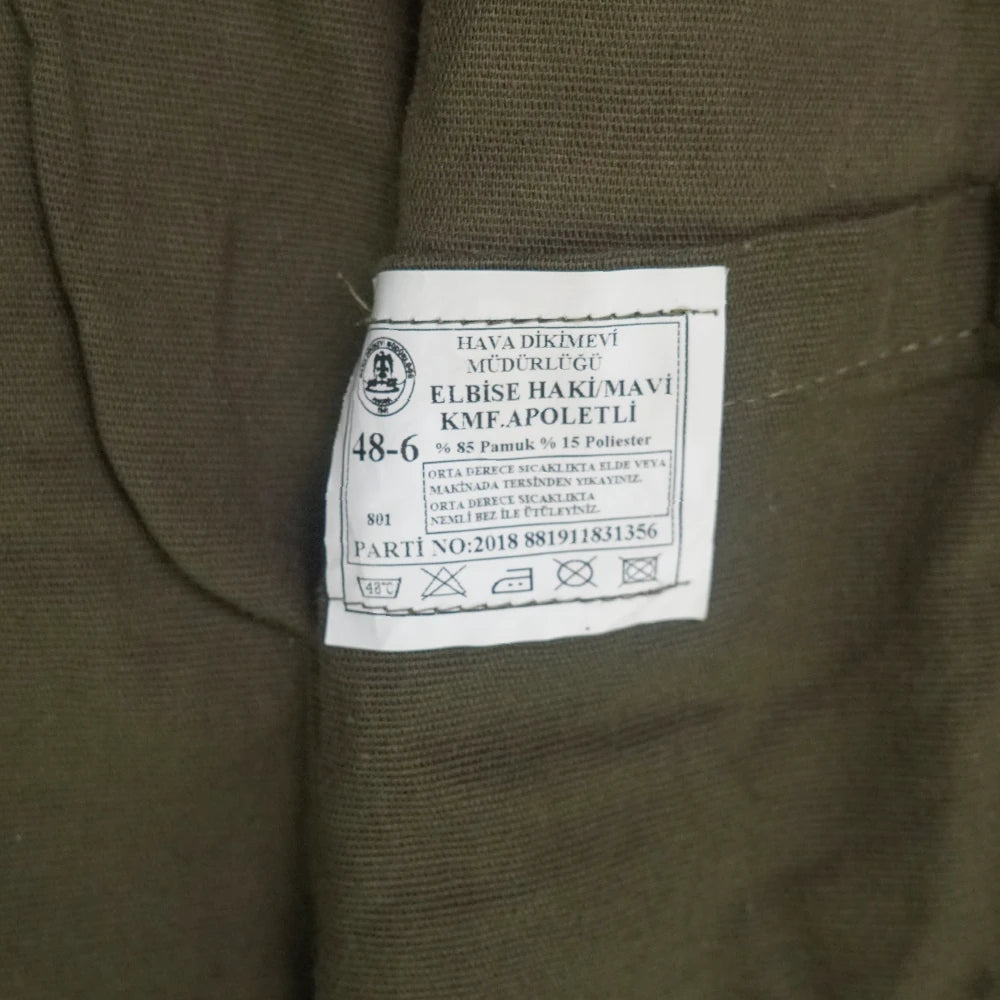 HAVA DİKİMEVİ
MÜDÜRLÜĞÜ
ELBİSE HAKİ/MAVİ
KMF.APOLETLİ
48-6 % 85 Pamuk % 15 Poliester
ORTA DERECE SICAKLIKTA ELDE VEYA
MAKİNADA TERSİNDEN YIKAYINIZ.
ORTA DERECE SICAKLIKTA
NEMLİ BEZ İLE ÜTÜLEYİNİZ.
801
PARTİ NO:2018 881911831356
40°C